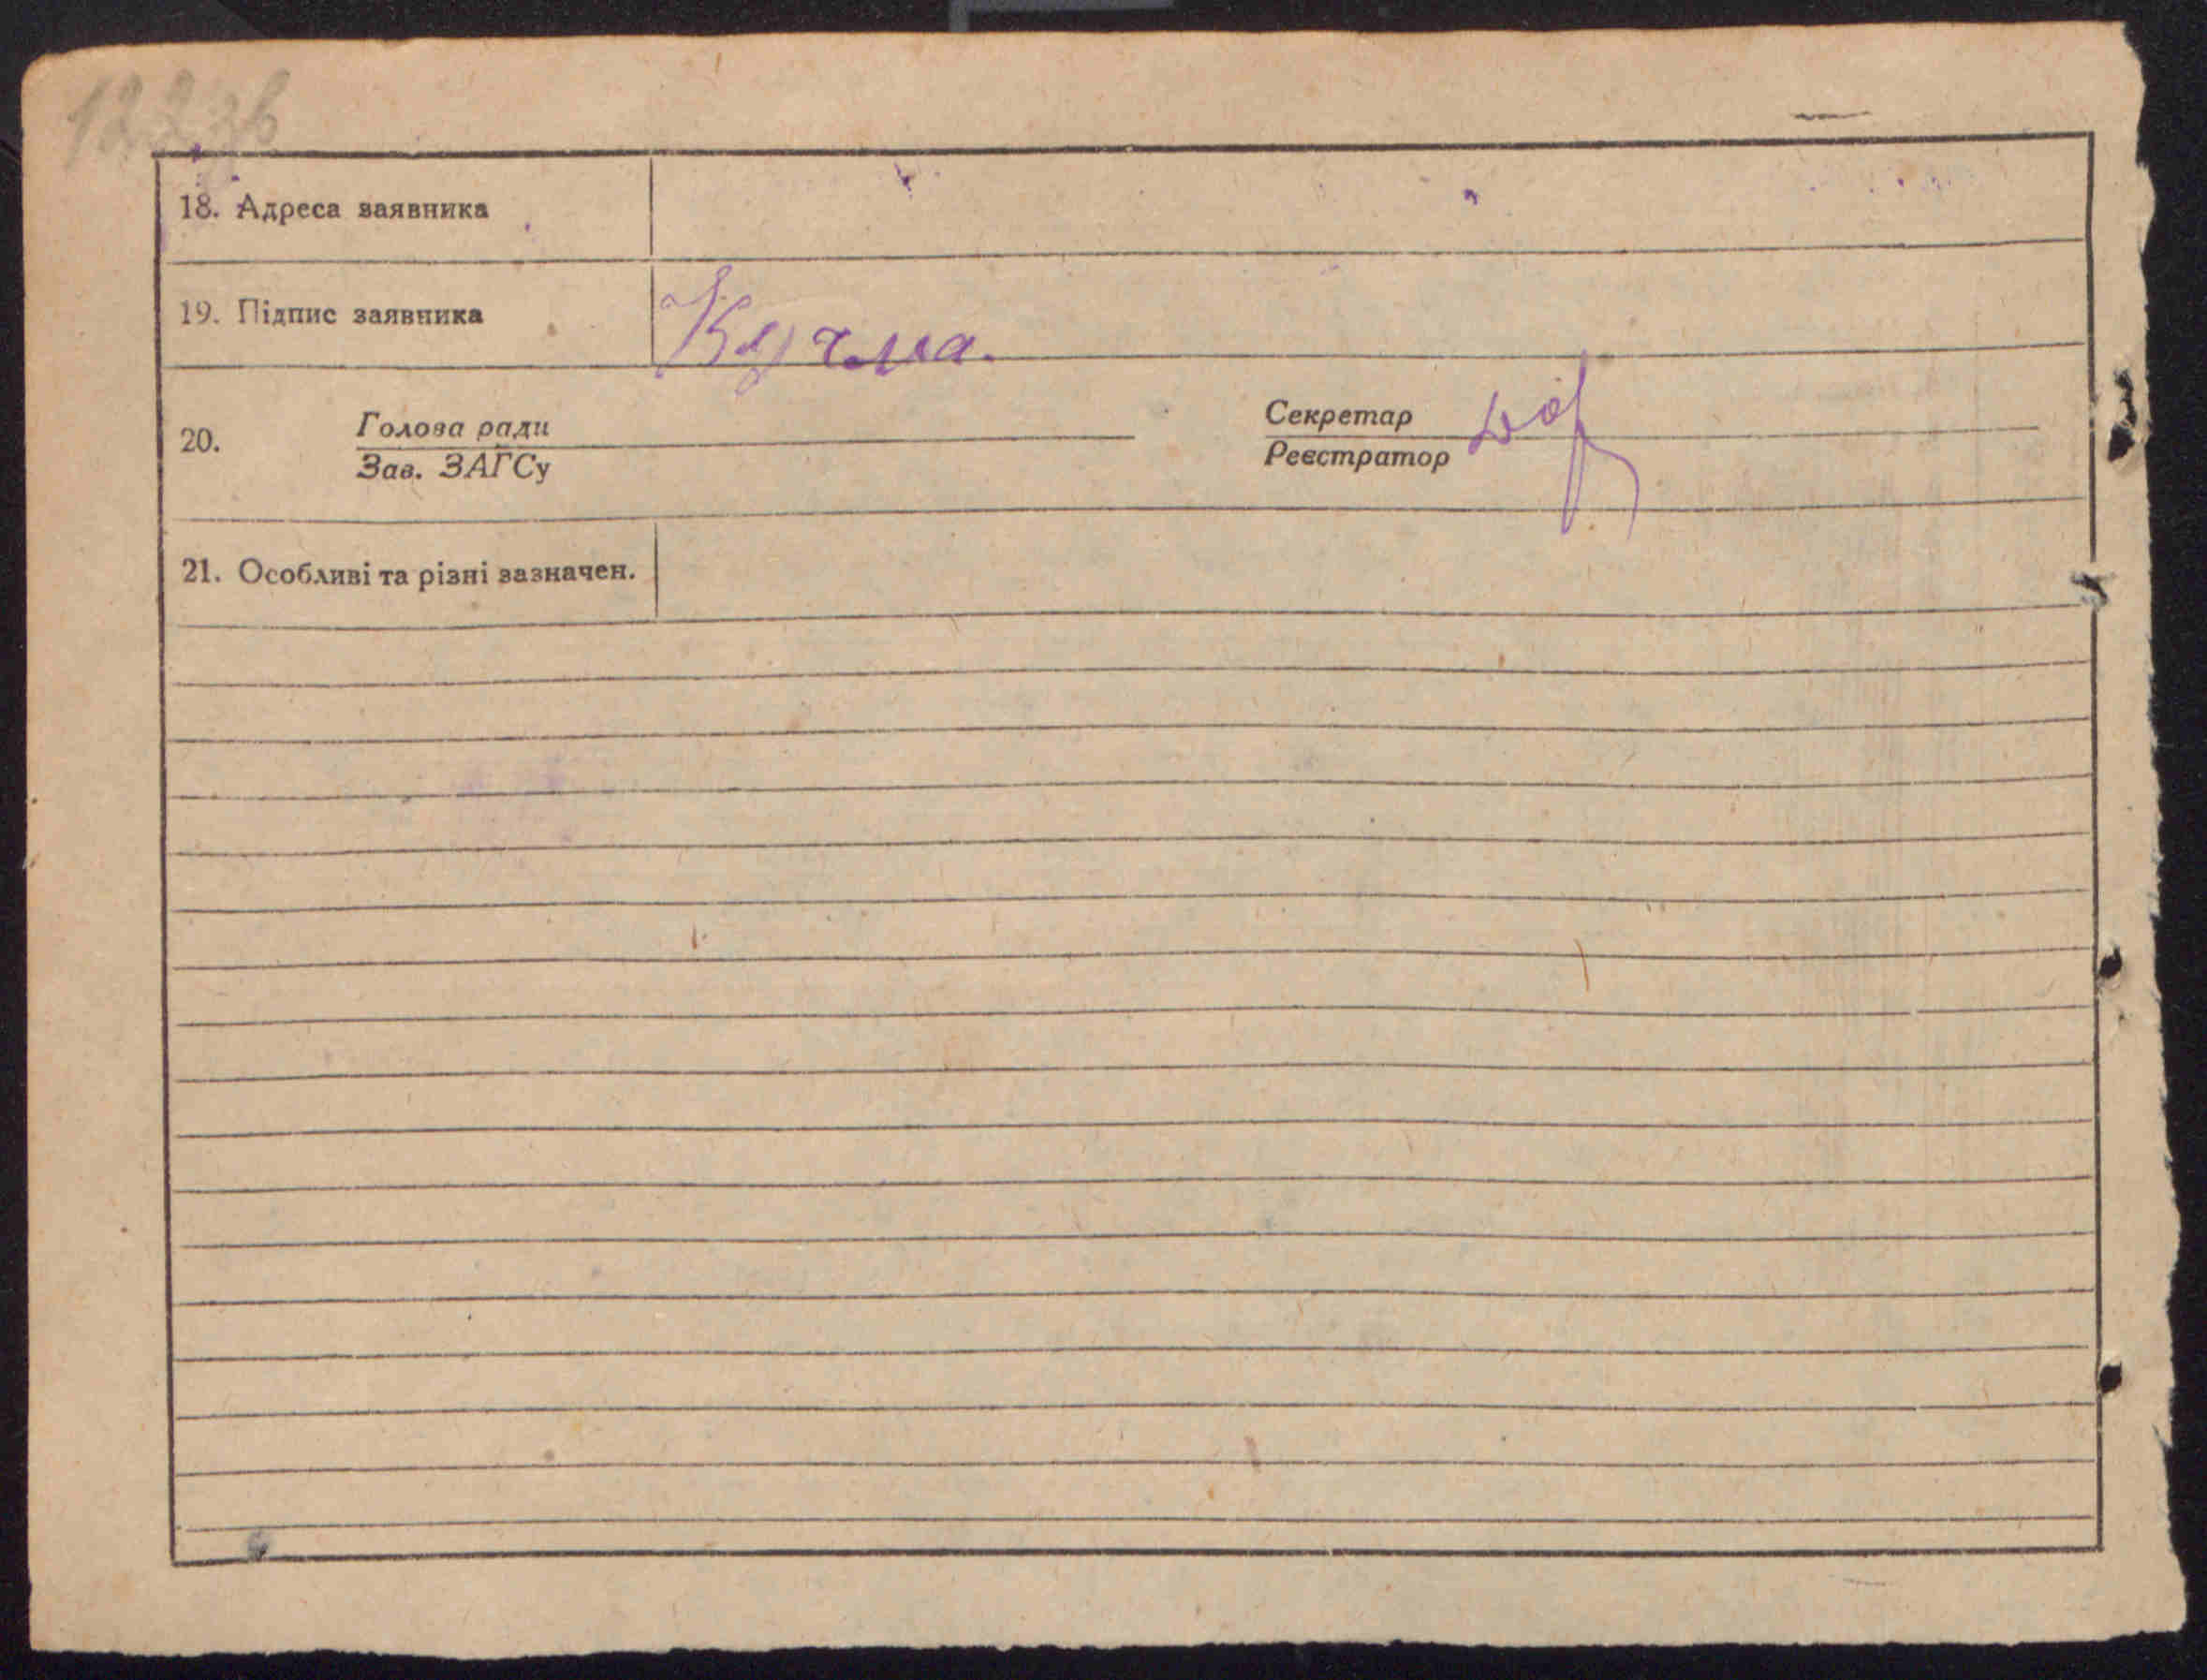 18. Адреса заявника
19. Підпис заявника Кучма.
20. Голова ради Секретар
Зав. ЗАГСу Реєстратор
21. Особливі та різні зазначен.